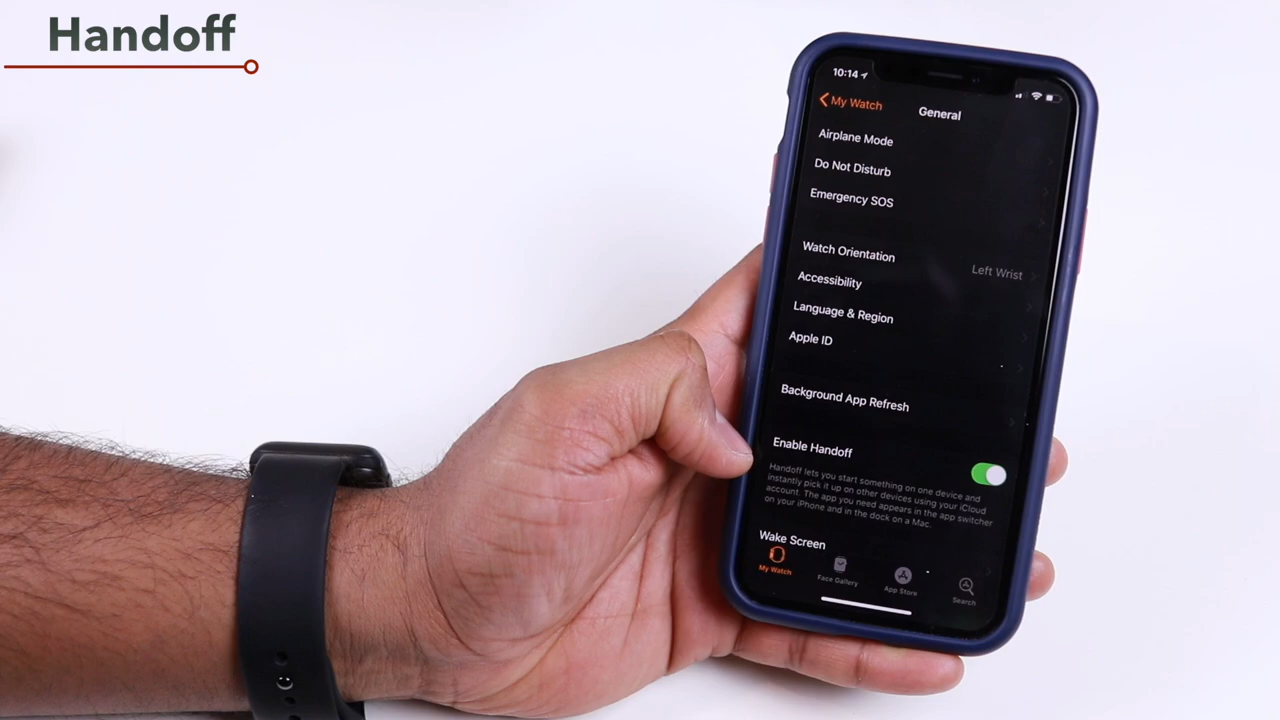 Handoff
10:14
My Watch
General
Airplane Mode
Do Not Disturb
Emergency SOS
Watch Orientation
Left Wrist
Accessibility
Language & Region
Apple ID
Background App Refresh
Enable Handoff
Handoff lets you start something on one device and
instantly pick it up on other devices using your iCloud
account. The app you need appears in the app switcher
on your iPhone and in the dock on a Mac.
Wake Screen
My Watch
Face Gallery
App Store
Search